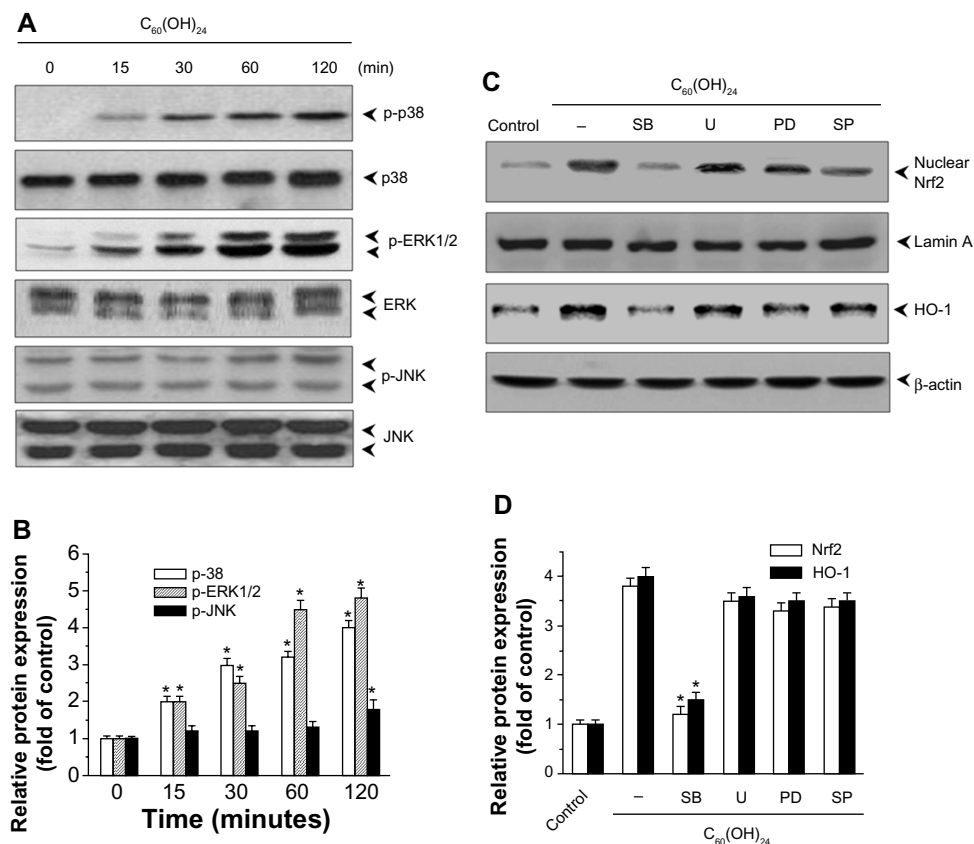 A
C₆₀(OH)₂₄
0 15 30 60 120 (min)
p-p38
p38
p-ERK1/2
ERK
p-JNK
JNK
B
Relative protein expression
(fold of control)
6
5
4
3
2
1
0
p-38
p-ERK1/2
p-JNK
* * * * * * * * *
0 15 30 60 120
Time (minutes)
C
C₆₀(OH)₂₄
Control – SB U PD SP
Nuclear
Nrf2
Lamin A
HO-1
β-actin
D
Relative protein expression
(fold of control)
4
3
2
1
0
Nrf2
HO-1
* *
Control – SB U PD SP
C₆₀(OH)₂₄